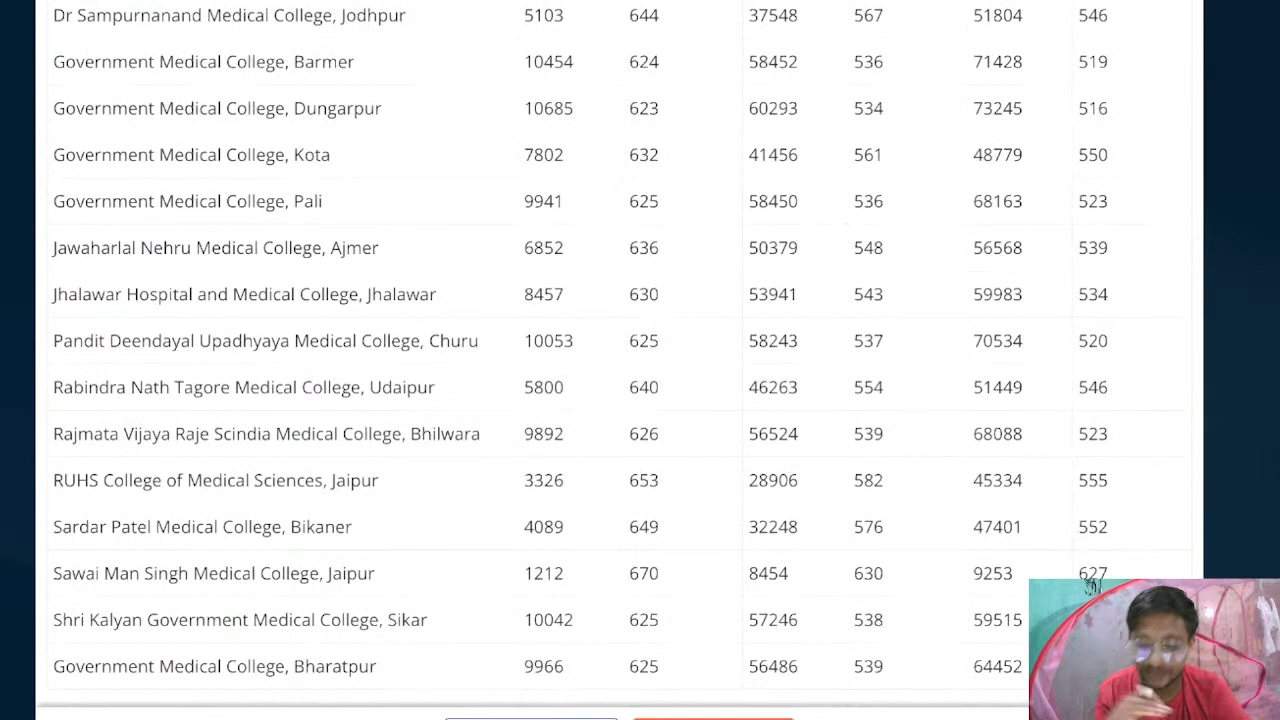 Dr Sampurnanand Medical College, Jodhpur 5103 644 37548 567 51804 546
Government Medical College, Barmer 10454 624 58452 536 71428 519
Government Medical College, Dungarpur 10685 623 60293 534 73245 516
Government Medical College, Kota 7802 632 41456 561 48779 550
Government Medical College, Pali 9941 625 58450 536 68163 523
Jawaharlal Nehru Medical College, Ajmer 6852 636 50379 548 56568 539
Jhalawar Hospital and Medical College, Jhalawar 8457 630 53941 543 59983 534
Pandit Deendayal Upadhyaya Medical College, Churu 10053 625 58243 537 70534 520
Rabindra Nath Tagore Medical College, Udaipur 5800 640 46263 554 51449 546
Rajmata Vijaya Raje Scindia Medical College, Bhilwara 9892 626 56524 539 68088 523
RUHS College of Medical Sciences, Jaipur 3326 653 28906 582 45334 555
Sardar Patel Medical College, Bikaner 4089 649 32248 576 47401 552
Sawai Man Singh Medical College, Jaipur 1212 670 8454 630 9253 627
Shri Kalyan Government Medical College, Sikar 10042 625 57246 538 59515
Government Medical College, Bharatpur 9966 625 56486 539 64452